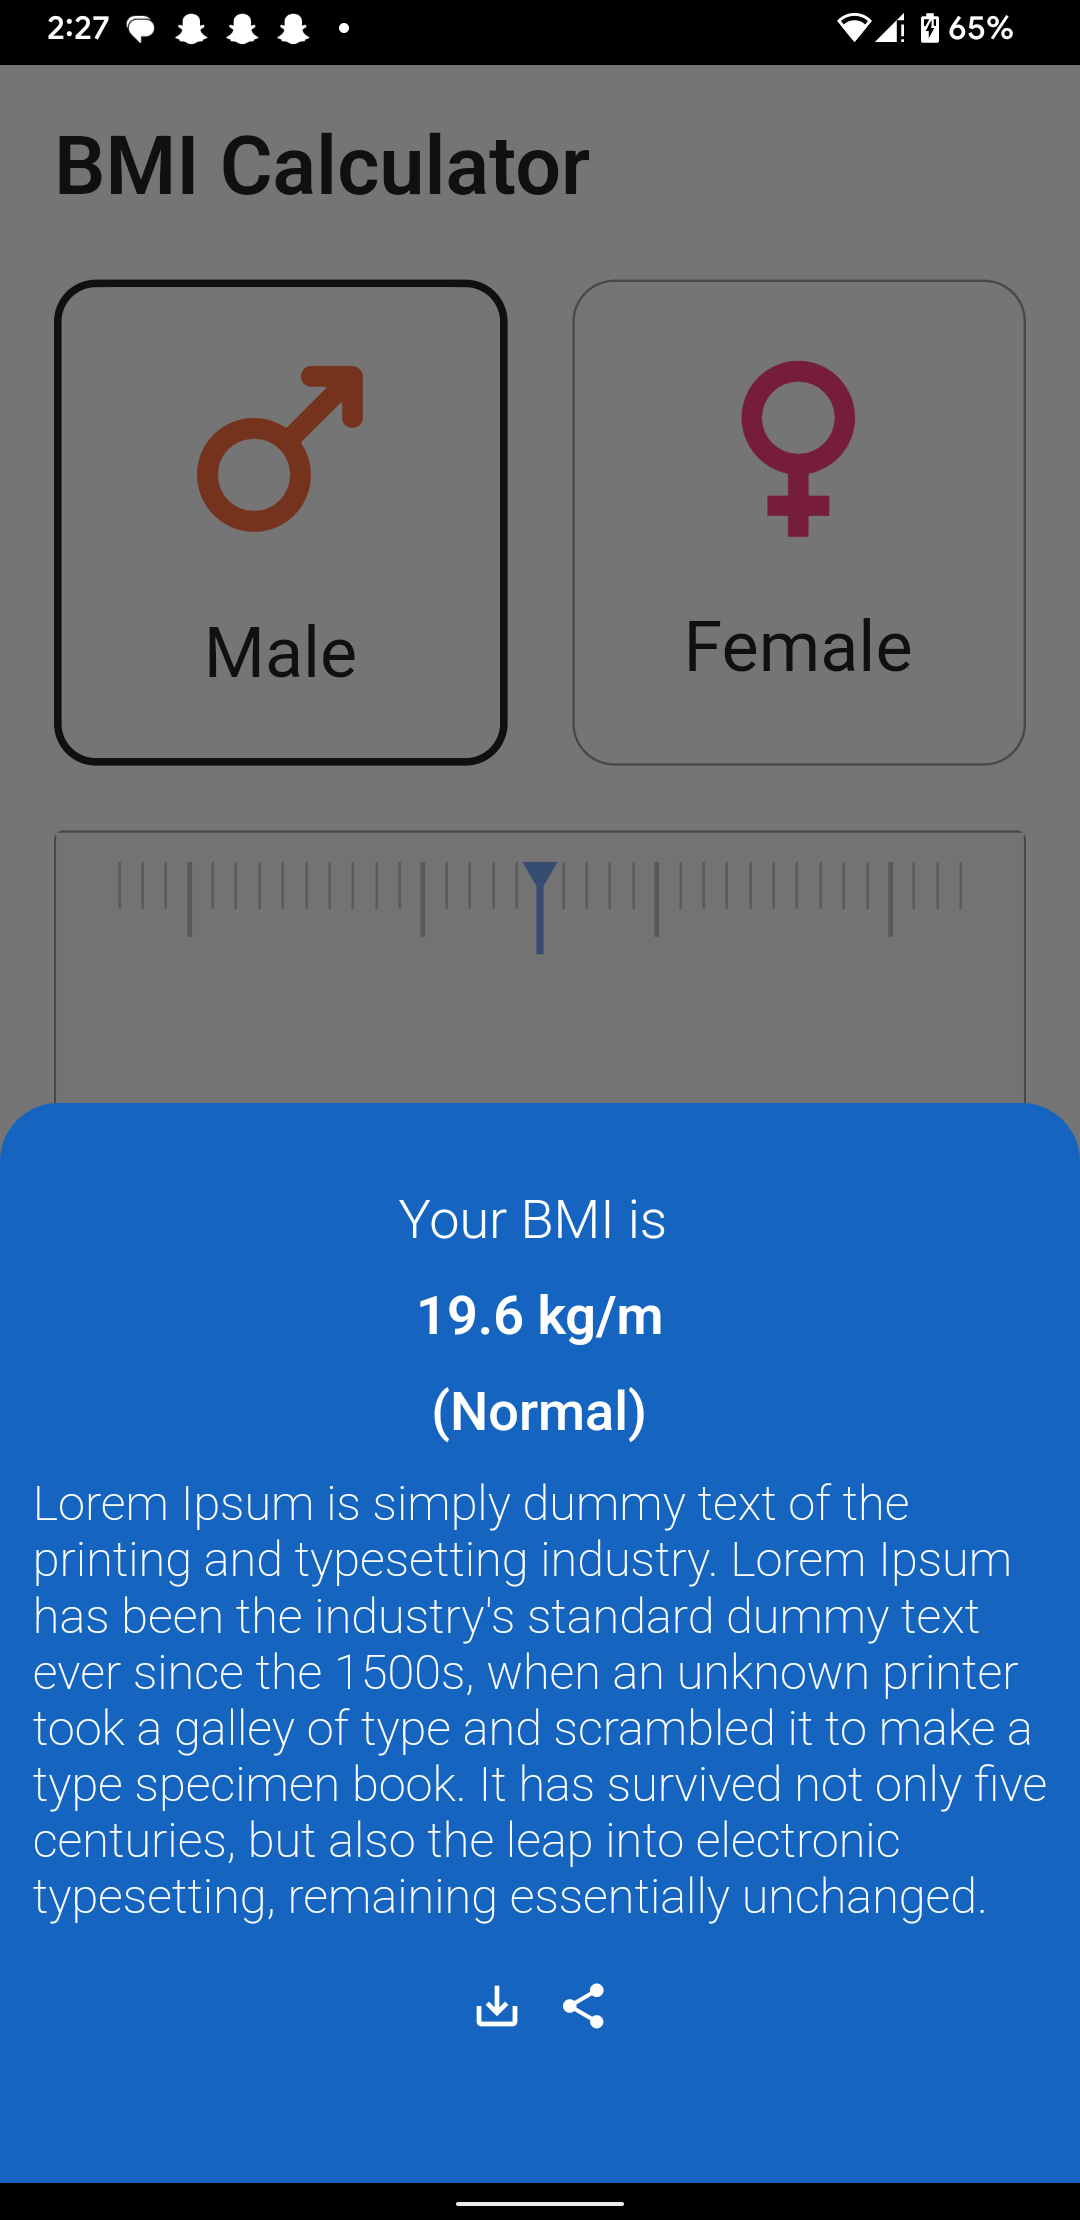 2:27
65%
BMI Calculator
Male
Female
Your BMI is
19.6 kg/m
(Normal)
Lorem Ipsum is simply dummy text of the
printing and typesetting industry. Lorem Ipsum
has been the industry's standard dummy text
ever since the 1500s, when an unknown printer
took a galley of type and scrambled it to make a
type specimen book. It has survived not only five
centuries, but also the leap into electronic
typesetting, remaining essentially unchanged.